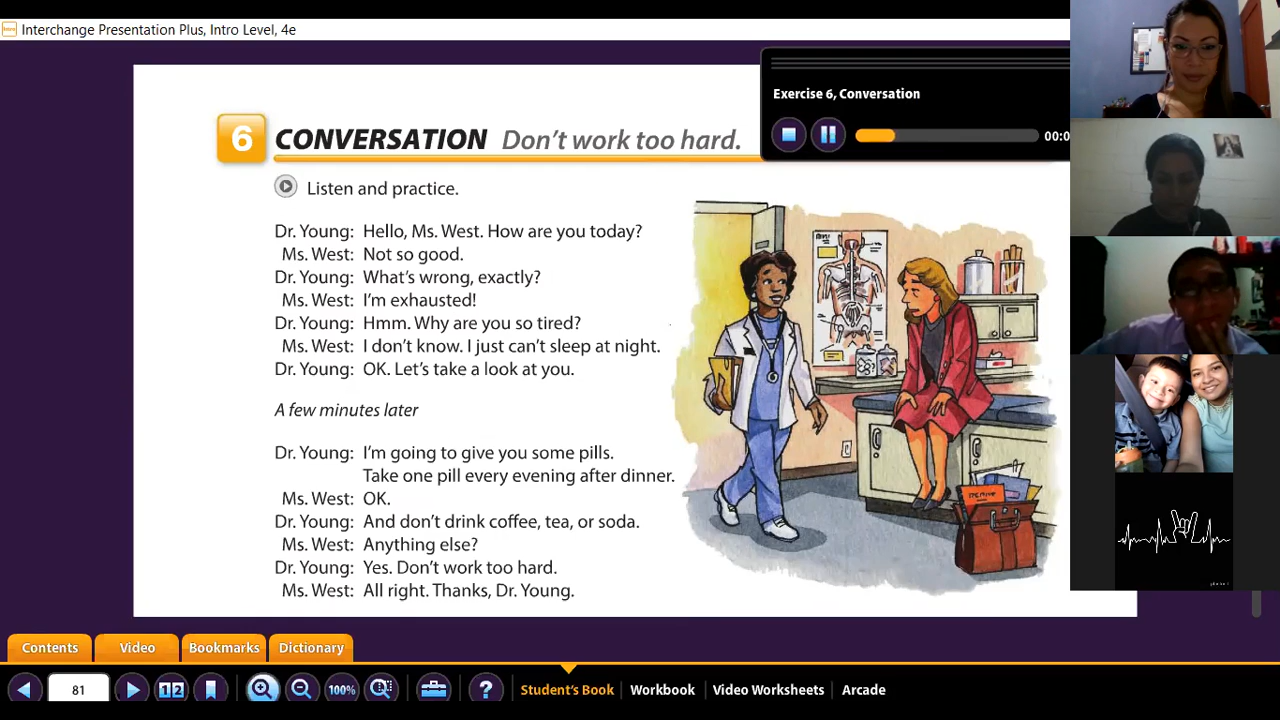 Interchange Presentation Plus, Intro Level, 4e
Exercise 6, Conversation
00:0
6 CONVERSATION Don't work too hard.
Listen and practice.
Dr. Young: Hello, Ms. West. How are you today?
Ms. West: Not so good.
Dr. Young: What's wrong, exactly?
Ms. West: I'm exhausted!
Dr. Young: Hmm. Why are you so tired?
Ms. West: I don't know. I just can't sleep at night.
Dr. Young: OK. Let's take a look at you.
A few minutes later
Dr. Young: I'm going to give you some pills.
Take one pill every evening after dinner.
Ms. West: OK.
Dr. Young: And don't drink coffee, tea, or soda.
Ms. West: Anything else?
Dr. Young: Yes. Don't work too hard.
Ms. West: All right. Thanks, Dr. Young.
Contents Video Bookmarks Dictionary
81 12 100% ? Student's Book Workbook Video Worksheets Arcade